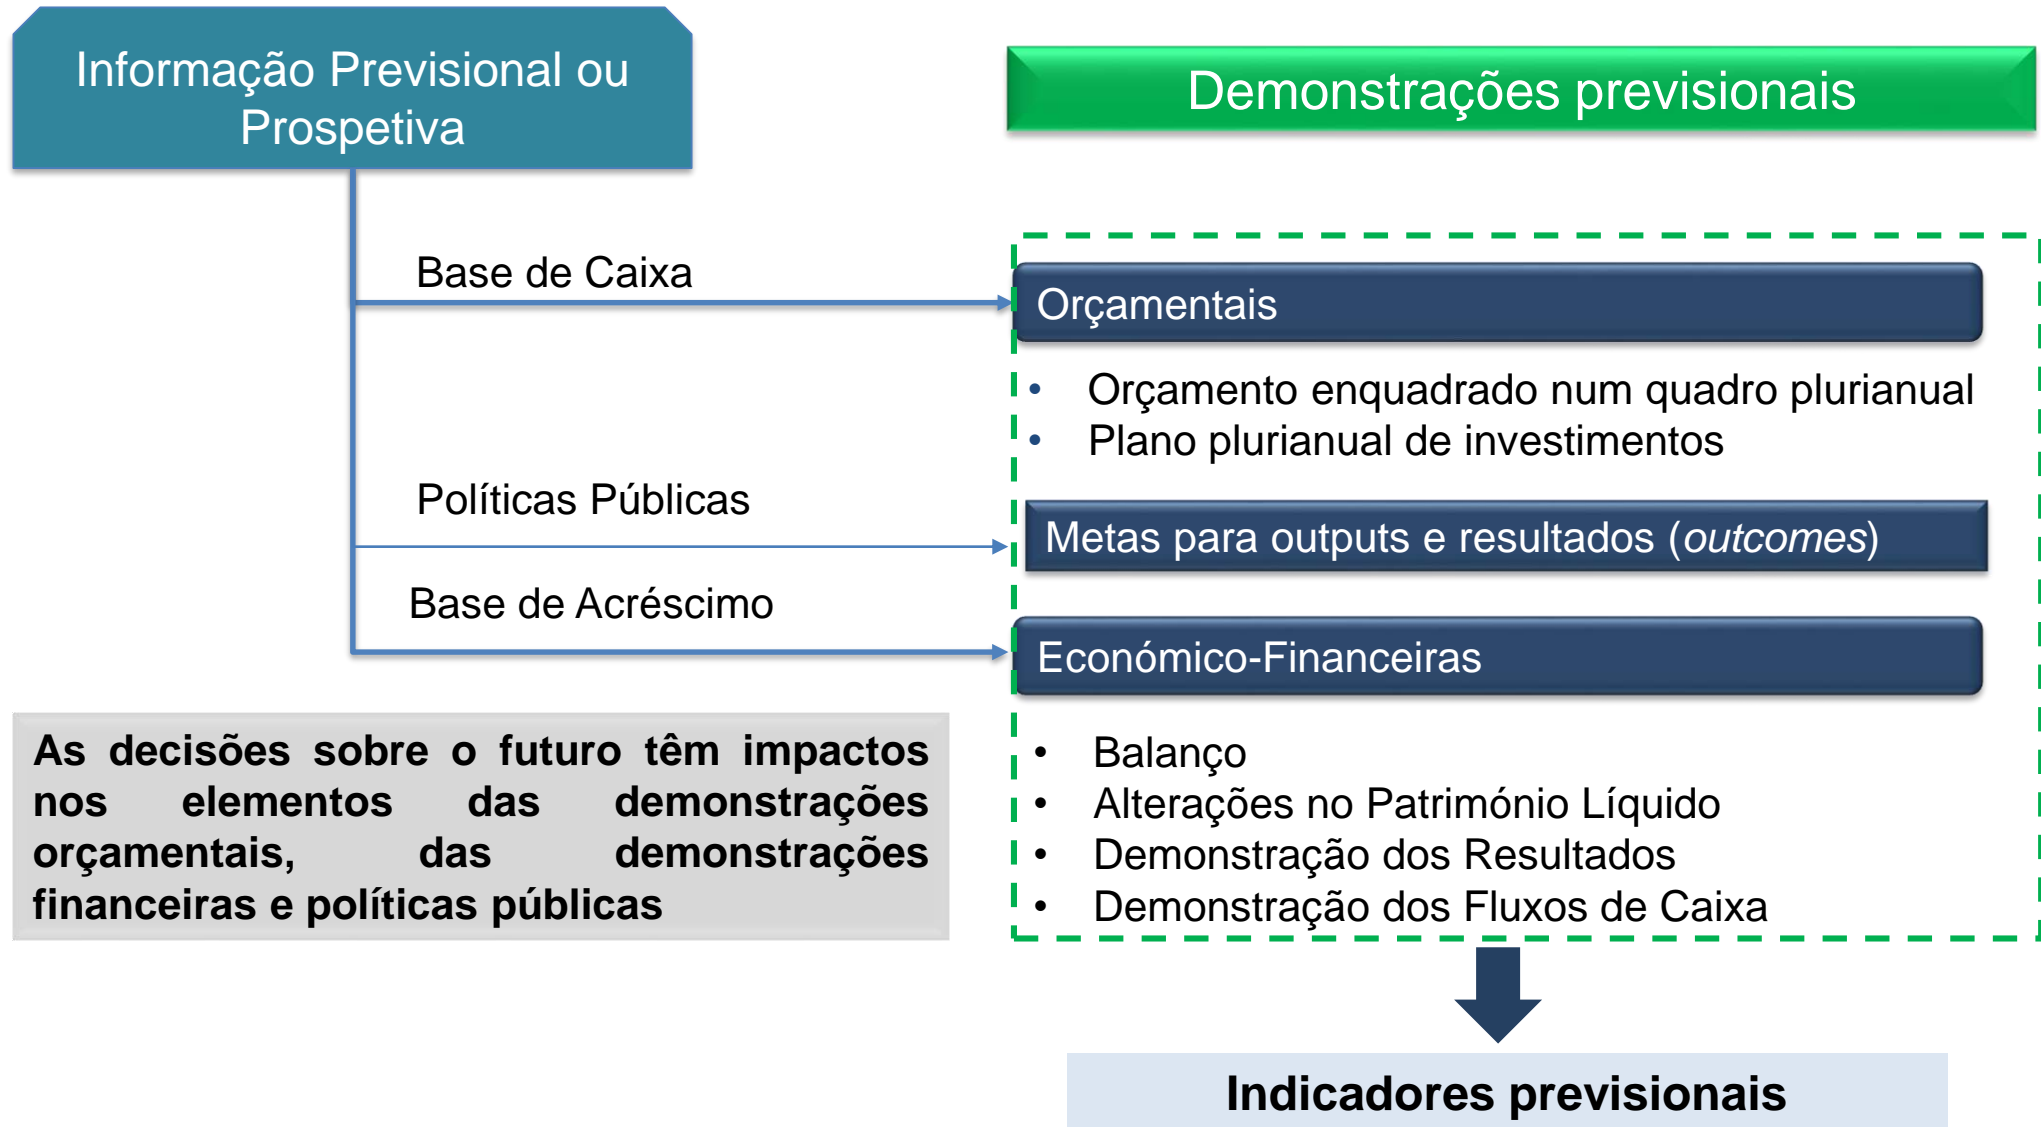 Informação Previsional ou
Prospetiva
Demonstrações previsionais
Base de Caixa
Orçamentais
• Orçamento enquadrado num quadro plurianual
• Plano plurianual de investimentos
Políticas Públicas
Metas para outputs e resultados (outcomes)
Base de Acréscimo
Económico-Financeiras
As decisões sobre o futuro têm impactos
nos elementos das demonstrações
orçamentais, das demonstrações
financeiras e políticas públicas
• Balanço
• Alterações no Património Líquido
• Demonstração dos Resultados
• Demonstração dos Fluxos de Caixa
Indicadores previsionais